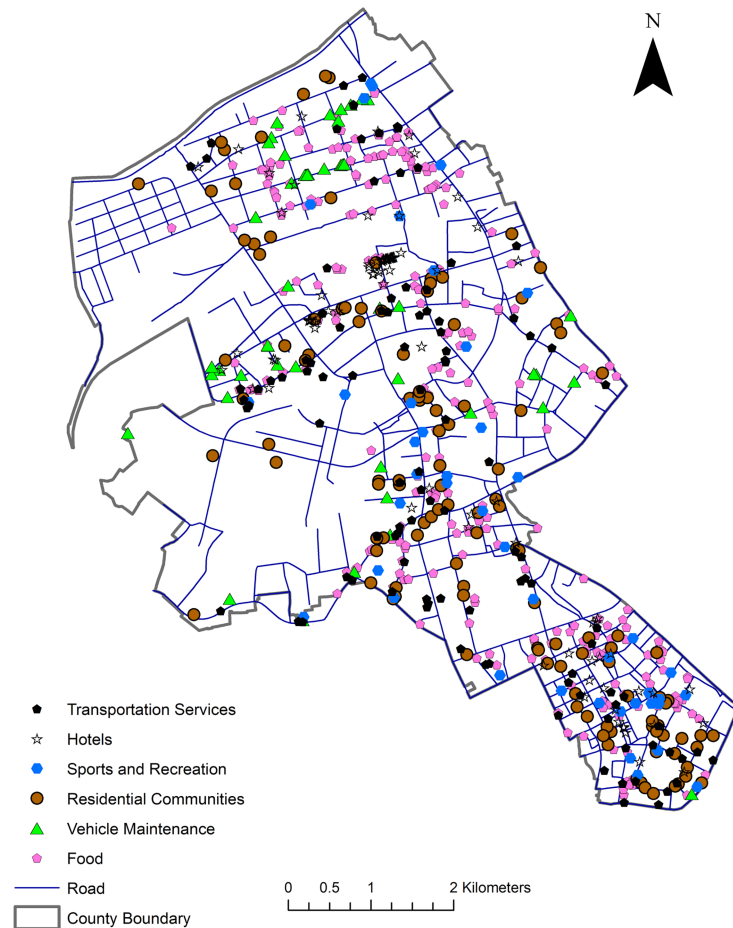 N
Transportation Services
Hotels
Sports and Recreation
Residential Communities
Vehicle Maintenance
Food
Road
County Boundary
0 0.5 1 2 Kilometers